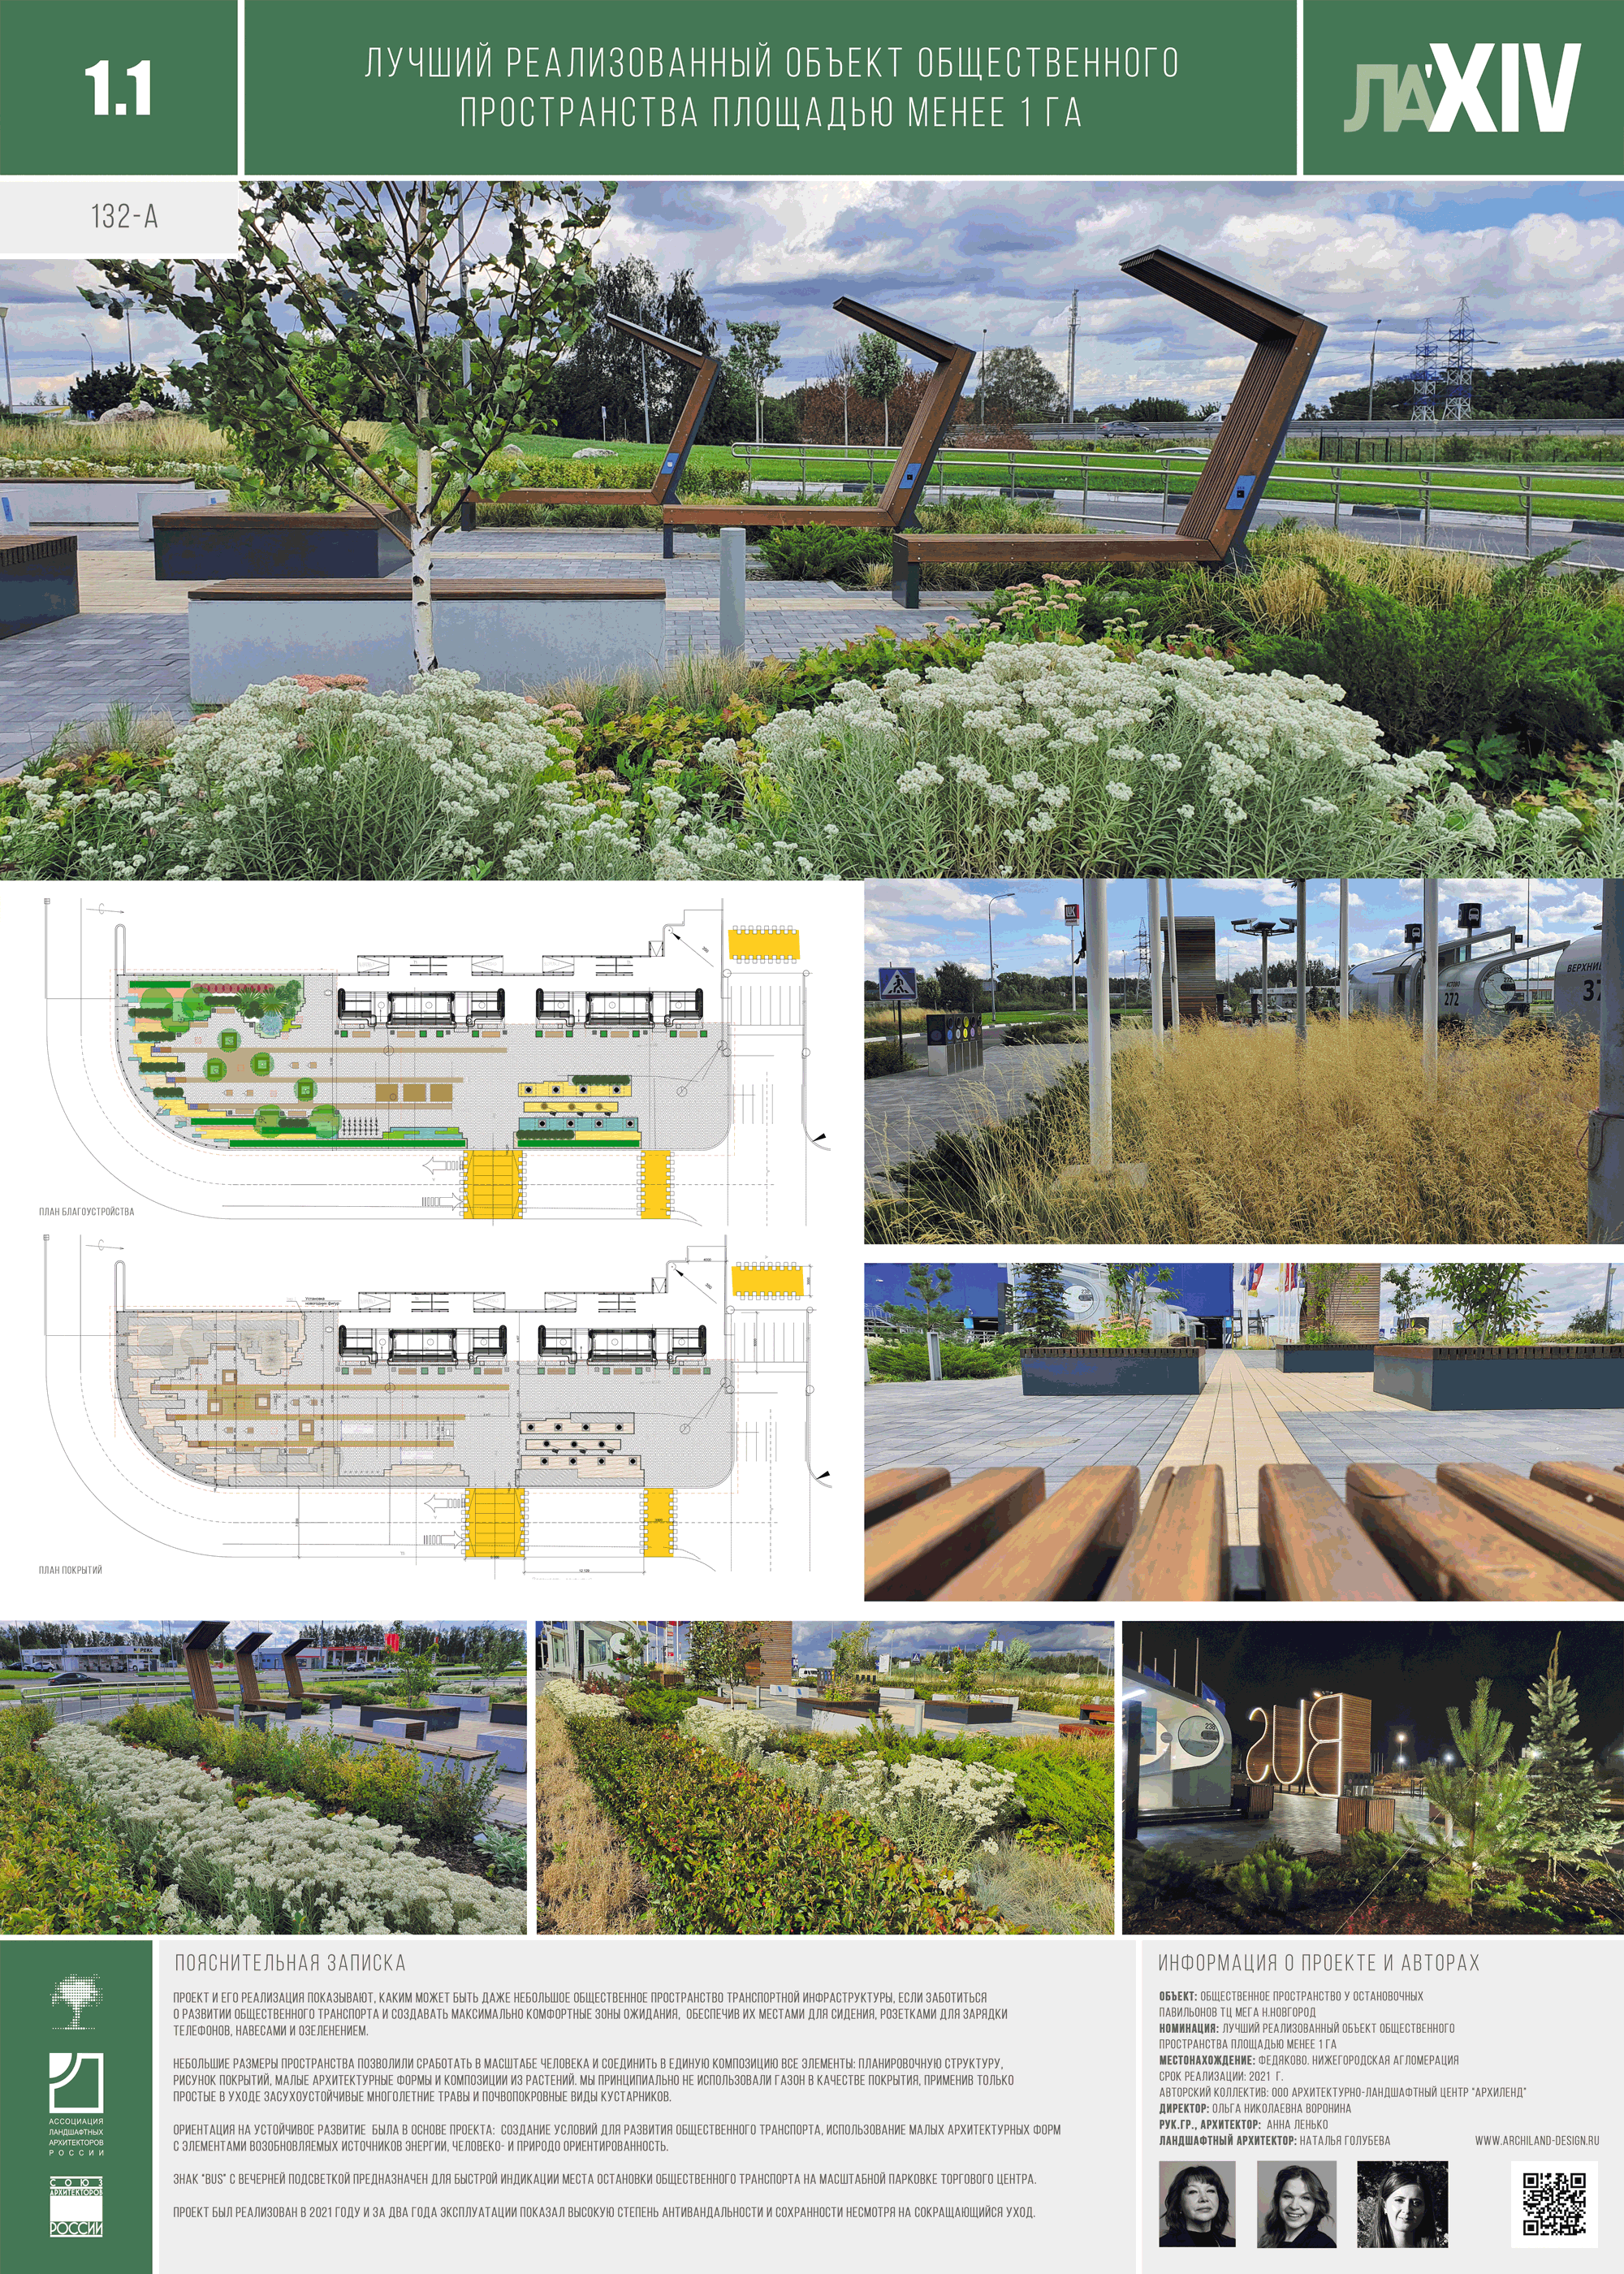 1.1
ЛУЧШИЙ РЕАЛИЗОВАННЫЙ ОБЪЕКТ ОБЩЕСТВЕННОГО
ПРОСТРАНСТВА ПЛОЩАДЬЮ МЕНЕЕ 1 ГА
ЛА'XIV
132-А
272
37
ВЕРХНИ
ПЛАН БЛАГОУСТРОЙСТВА
ПЛАН ПОКРЫТИЙ
РЕКС
238
BUS
ПОЯСНИТЕЛЬНАЯ ЗАПИСКА
ПРОЕКТ И ЕГО РЕАЛИЗАЦИЯ ПОКАЗЫВАЮТ, КАКИМ МОЖЕТ БЫТЬ ДАЖЕ НЕБОЛЬШОЕ ОБЩЕСТВЕННОЕ ПРОСТРАНСТВО ТРАНСПОРТНОЙ ИНФРАСТРУКТУРЫ, ЕСЛИ ЗАБОТИТЬСЯ
О РАЗВИТИИ ОБЩЕСТВЕННОГО ТРАНСПОРТА И СОЗДАВАТЬ МАКСИМАЛЬНО КОМФОРТНЫЕ ЗОНЫ ОЖИДАНИЯ, ОБЕСПЕЧИВ ИХ МЕСТАМИ ДЛЯ СИДЕНИЯ, РОЗЕТКАМИ ДЛЯ ЗАРЯДКИ
ТЕЛЕФОНОВ, НАВЕСАМИ И ОЗЕЛЕНЕНИЕМ.
НЕБОЛЬШИЕ РАЗМЕРЫ ПРОСТРАНСТВА ПОЗВОЛИЛИ СРАБОТАТЬ В МАСШТАБЕ ЧЕЛОВЕКА И СОЕДИНИТЬ В ЕДИНУЮ КОМПОЗИЦИЮ ВСЕ ЭЛЕМЕНТЫ: ПЛАНИРОВОЧНУЮ СТРУКТУРУ,
РИСУНОК ПОКРЫТИЙ, МАЛЫЕ АРХИТЕКТУРНЫЕ ФОРМЫ И КОМПОЗИЦИИ ИЗ РАСТЕНИЙ. МЫ ПРИНЦИПИАЛЬНО НЕ ИСПОЛЬЗОВАЛИ ГАЗОН В КАЧЕСТВЕ ПОКРЫТИЯ, ПРИМЕНИВ ТОЛЬКО
ПРОСТЫЕ В УХОДЕ ЗАСУХОУСТОЙЧИВЫЕ МНОГОЛЕТНИЕ ТРАВЫ И ПОЧВОПОКРОВНЫЕ ВИДЫ КУСТАРНИКОВ.
ОРИЕНТАЦИЯ НА УСТОЙЧИВОЕ РАЗВИТИЕ БЫЛА В ОСНОВЕ ПРОЕКТА: СОЗДАНИЕ УСЛОВИЙ ДЛЯ РАЗВИТИЯ ОБЩЕСТВЕННОГО ТРАНСПОРТА, ИСПОЛЬЗОВАНИЕ МАЛЫХ АРХИТЕКТУРНЫХ ФОРМ
С ЭЛЕМЕНТАМИ ВОЗОБНОВЛЯЕМЫХ ИСТОЧНИКОВ ЭНЕРГИИ, ЧЕЛОВЕКО- И ПРИРОДО ОРИЕНТИРОВАННОСТЬ.
ЗНАК "BUS" С ВЕЧЕРНЕЙ ПОДСВЕТКОЙ ПРЕДНАЗНАЧЕН ДЛЯ БЫСТРОЙ ИНДИКАЦИИ МЕСТА ОСТАНОВКИ ОБЩЕСТВЕННОГО ТРАНСПОРТА НА МАСШТАБНОЙ ПАРКОВКЕ ТОРГОВОГО ЦЕНТРА.
ПРОЕКТ БЫЛ РЕАЛИЗОВАН В 2021 ГОДУ И ЗА ДВА ГОДА ЭКСПЛУАТАЦИИ ПОКАЗАЛ ВЫСОКУЮ СТЕПЕНЬ АНТИВАНДАЛЬНОСТИ И СОХРАННОСТИ НЕСМОТРЯ НА СОКРАЩАЮЩИЙСЯ УХОД.
АССОЦИАЦИЯ
ЛАНДШАФТНЫХ
АРХИТЕКТОРОВ
РОССИИ
СОЮЗ
АРХИТЕКТОРОВ
РОССИИ
ИНФОРМАЦИЯ О ПРОЕКТЕ И АВТОРАХ
ОБЪЕКТ: ОБЩЕСТВЕННОЕ ПРОСТРАНСТВО У ОСТАНОВОЧНЫХ
ПАВИЛЬОНОВ ТЦ МЕГА Н.НОВГОРОД
НОМИНАЦИЯ: ЛУЧШИЙ РЕАЛИЗОВАННЫЙ ОБЪЕКТ ОБЩЕСТВЕННОГО
ПРОСТРАНСТВА ПЛОЩАДЬЮ МЕНЕЕ 1 ГА
МЕСТОНАХОЖДЕНИЕ: ФЕДЯКОВО. НИЖЕГОРОДСКАЯ АГЛОМЕРАЦИЯ
СРОК РЕАЛИЗАЦИИ: 2021 Г.
АВТОРСКИЙ КОЛЛЕКТИВ: ООО АРХИТЕКТУРНО-ЛАНДШАФТНЫЙ ЦЕНТР "АРХИЛЕНД"
ДИРЕКТОР: ОЛЬГА НИКОЛАЕВНА ВОРОНИНА
РУК.ГР., АРХИТЕКТОР: АННА ЛЕНЬКО
ЛАНДШАФТНЫЙ АРХИТЕКТОР: НАТАЛЬЯ ГОЛУБЕВА
WWW.ARCHILAND-DESIGN.RU